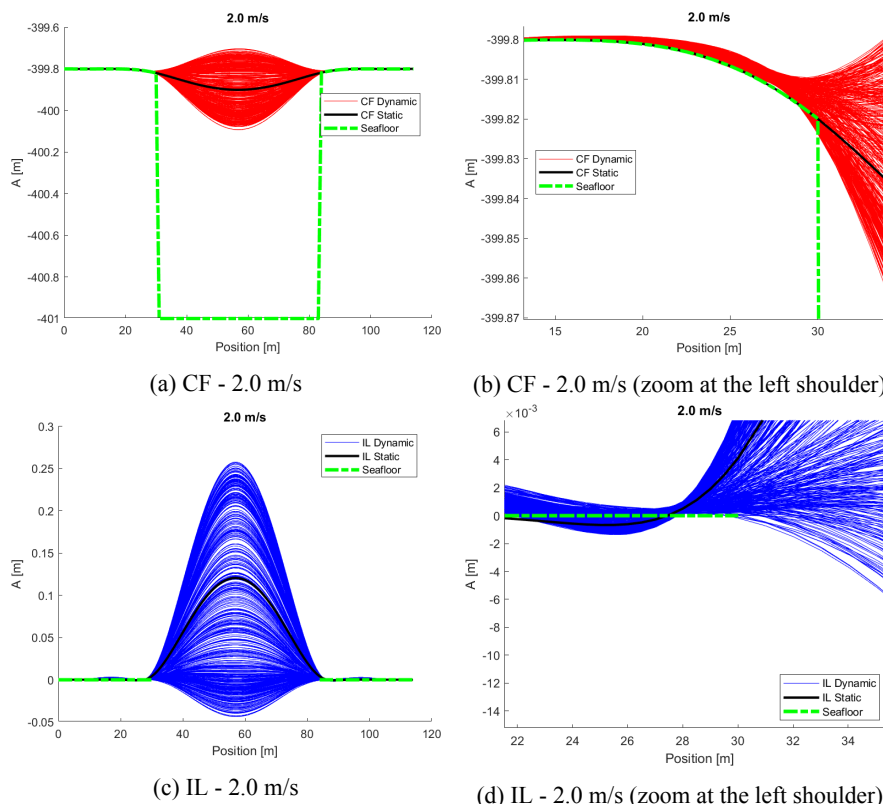 2.0 m/s
-399.6
-399.8
-400
-400.2
-400.4
-400.6
-400.8
-401
A [m]
0 20 40 60 80 100 120
Position [m]
CF Dynamic
CF Static
Seafloor
(a) CF - 2.0 m/s
2.0 m/s
-399.8
-399.81
-399.82
-399.83
-399.84
-399.85
-399.86
-399.87
A [m]
15 20 25 30
Position [m]
CF Dynamic
CF Static
Seafloor
(b) CF - 2.0 m/s (zoom at the left shoulder)
2.0 m/s
0.3
0.25
0.2
0.15
0.1
0.05
0
-0.05
A [m]
0 20 40 60 80 100 120
Position [m]
IL Dynamic
IL Static
Seafloor
(c) IL - 2.0 m/s
×10⁻³
2.0 m/s
6
4
2
0
-2
-4
-6
-8
-10
-12
-14
A [m]
22 24 26 28 30 32 34
Position [m]
IL Dynamic
IL Static
Seafloor
(d) IL - 2.0 m/s (zoom at the left shoulder)